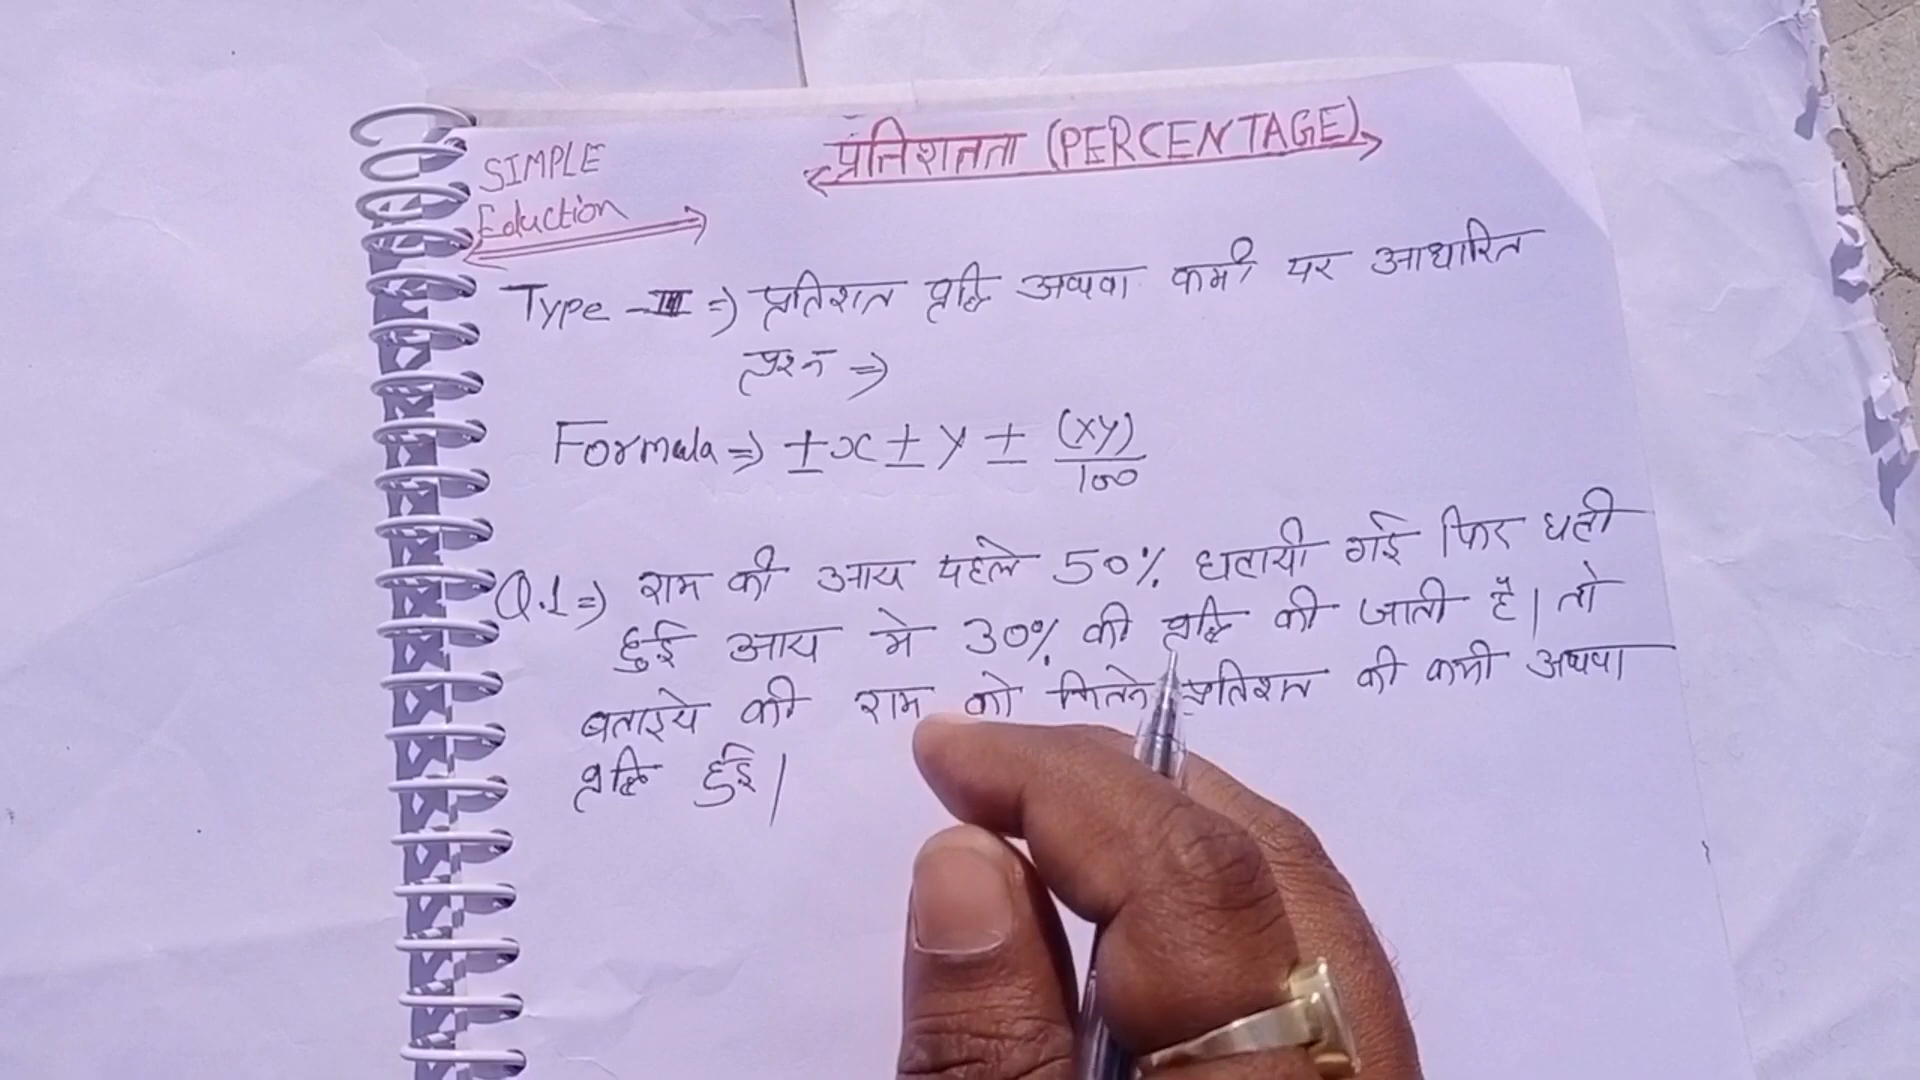 प्रतिशतता (PERCENTAGE)
SIMPLE
Eduction
Type - II => प्रतिशत वृद्धि अथवा कमी पर आधारित
प्रश्न =>
Formula => ± x ± y ± (xy)/100
Q.1 => राम की आय पहले 50% घटायी गई फिर घटी
हुई आय मे 30% की वृद्धि की जाती है। तो
बताइये की राम को कितने प्रतिशत की कमी अथवा
वृद्धि हुई।